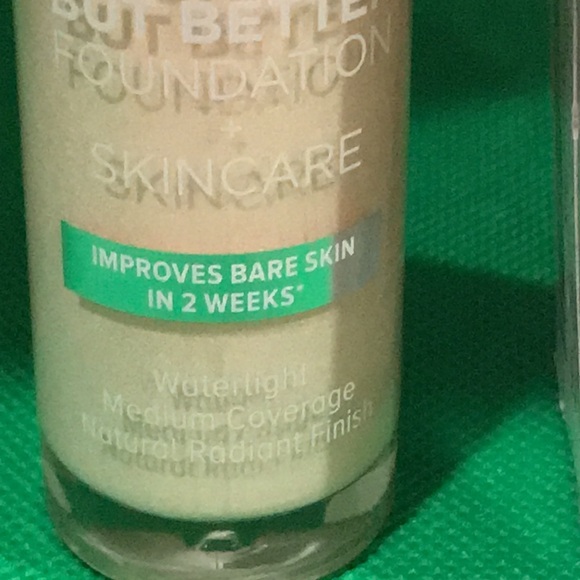 BUT BETTER
FOUNDATION
+
SKINCARE
IMPROVES BARE SKIN
IN 2 WEEKS*
Waterlight
Medium Coverage
Natural Radiant Finish